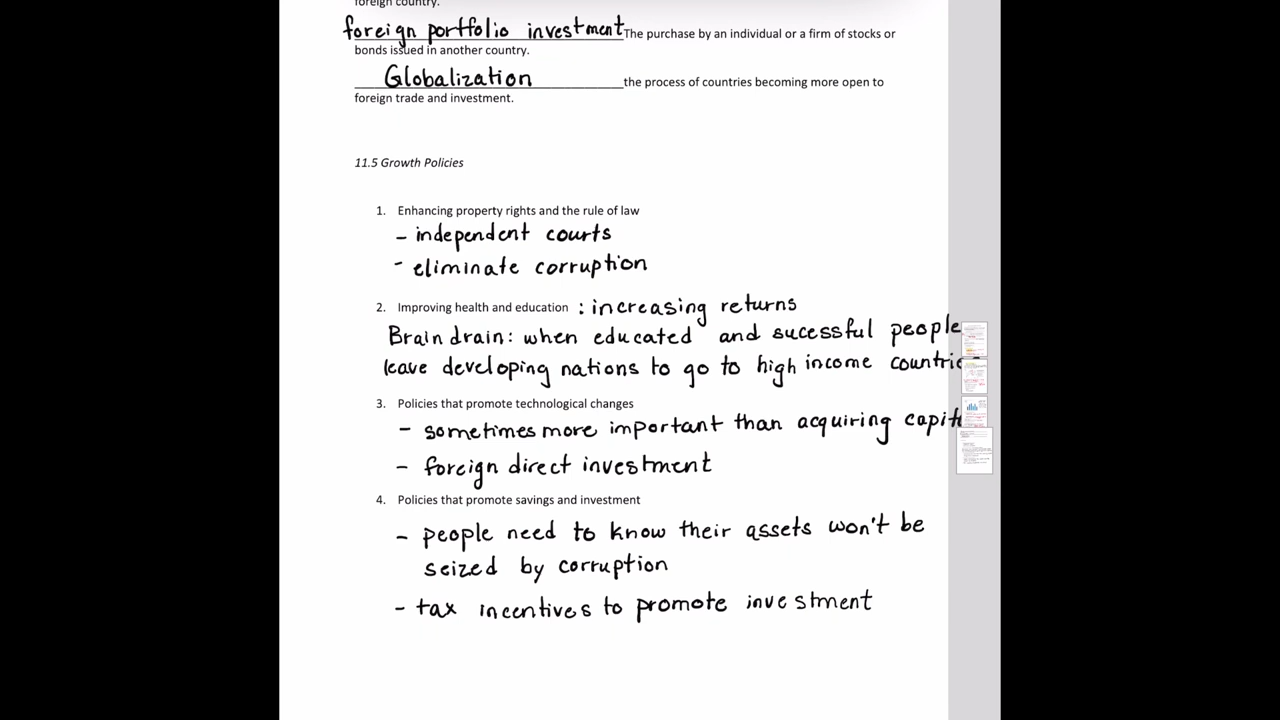 foreign country.
foreign portfolio investment The purchase by an individual or a firm of stocks or
bonds issued in another country.
Globalization the process of countries becoming more open to
foreign trade and investment.
11.5 Growth Policies
1. Enhancing property rights and the rule of law
- independent courts
- eliminate corruption
2. Improving health and education : increasing returns
Brain drain: when educated and sucessful people
leave developing nations to go to high income countri
3. Policies that promote technological changes
- sometimes more important than acquiring capit
- foreign direct investment
4. Policies that promote savings and investment
- people need to know their assets won't be
seized by corruption
- tax incentives to promote investment